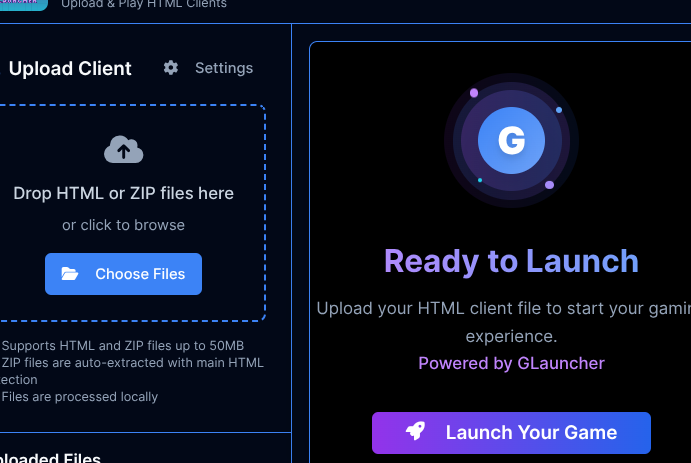 Upload & Play HTML Clients
Upload Client
Settings
Drop HTML or ZIP files here
or click to browse
Choose Files
Supports HTML and ZIP files up to 50MB
ZIP files are auto-extracted with main HTML
ection
Files are processed locally
loaded Files
G
Ready to Launch
Upload your HTML client file to start your gamin
experience.
Powered by GLauncher
Launch Your Game